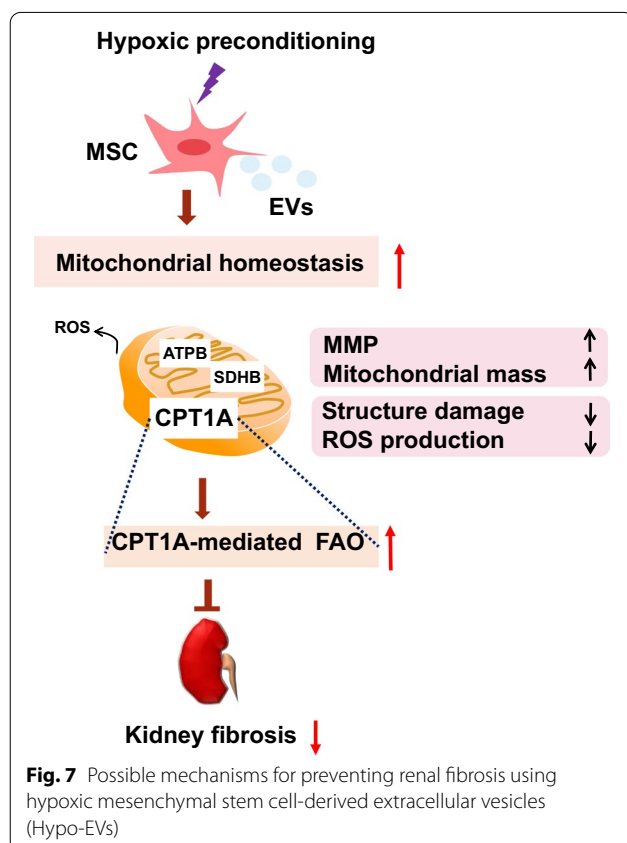 Hypoxic preconditioning
MSC
EVs
Mitochondrial homeostasis
ROS
ATPB
SDHB
CPT1A
MMP
Mitochondrial mass
Structure damage
ROS production
CPT1A-mediated FAO
Kidney fibrosis
Fig. 7 Possible mechanisms for preventing renal fibrosis using
hypoxic mesenchymal stem cell-derived extracellular vesicles
(Hypo-EVs)